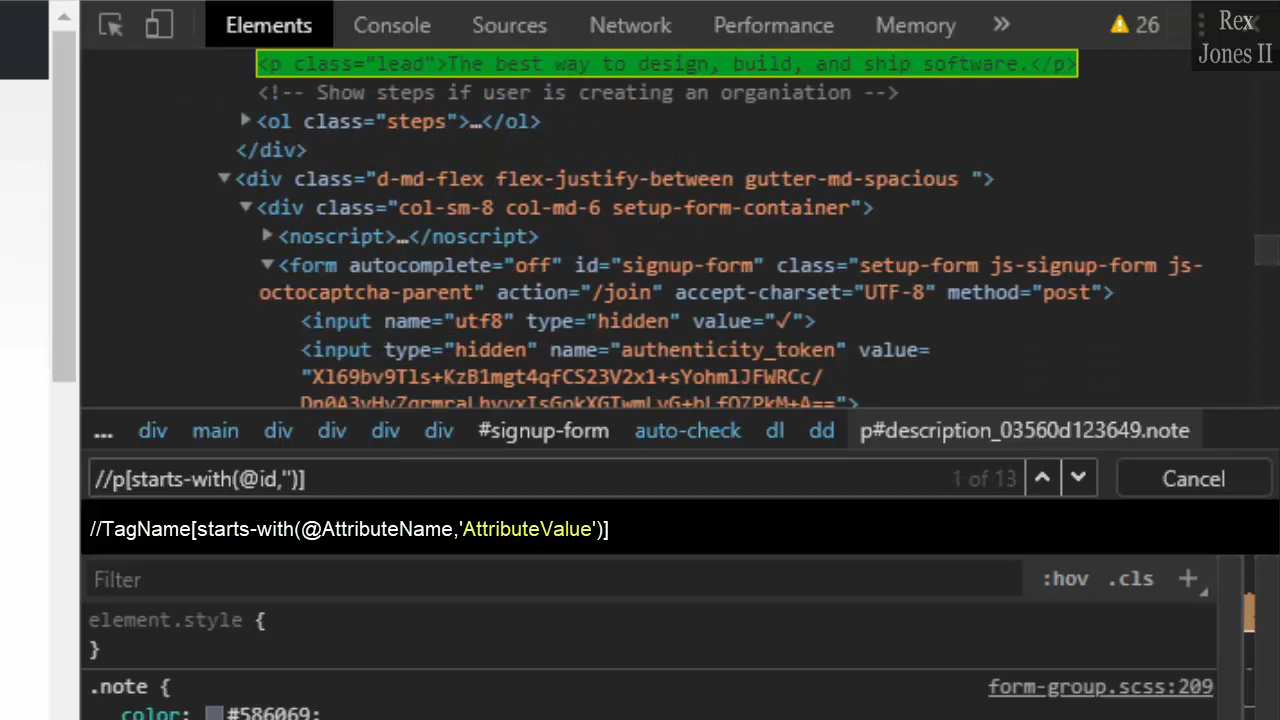 Elements Console Sources Network Performance Memory » 26
Rex
Jones II
<p class="lead">The best way to design, build, and ship software.</p>
<!-- Show steps if user is creating an organiation -->
<ol class="steps">…</ol>
</div>
<div class="d-md-flex flex-justify-between gutter-md-spacious ">
<div class="col-sm-8 col-md-6 setup-form-container">
<noscript>…</noscript>
<form autocomplete="off" id="signup-form" class="setup-form js-signup-form js-
octocaptcha-parent" action="/join" accept-charset="UTF-8" method="post">
<input name="utf8" type="hidden" value="✓">
<input type="hidden" name="authenticity_token" value=
"Xl69bv9Tls+KzB1mgt4qfCS23V2x1+sYohmlJFWRCc/
... div main div div div div #signup-form auto-check dl dd p#description_03560d123649.note
//p[starts-with(@id,'')] 1 of 13 Cancel
//TagName[starts-with(@AttributeName,'AttributeValue')]
Filter :hov .cls +
element.style {
}
.note { form-group.scss:209
color: #586069;